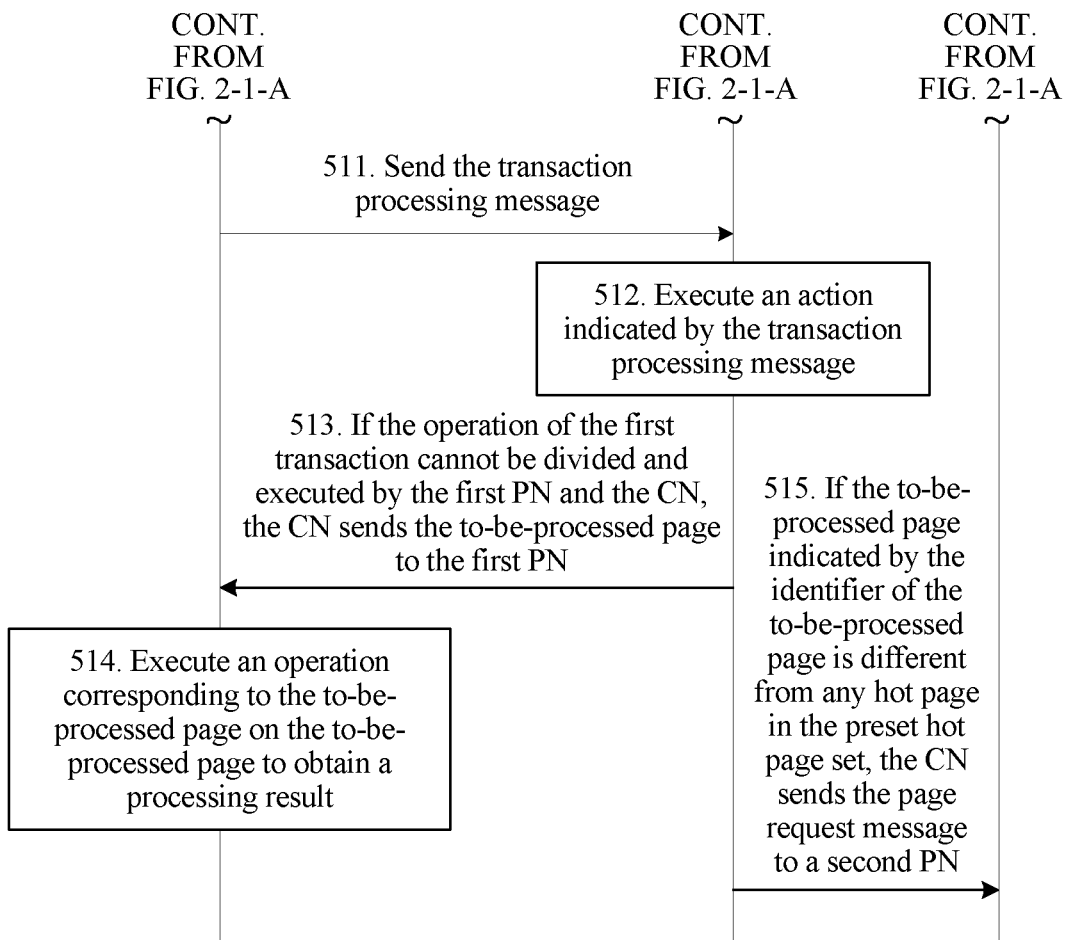 CONT.
FROM
FIG. 2-1-A
CONT.
FROM
FIG. 2-1-A
CONT.
FROM
FIG. 2-1-A
~
~
~
511. Send the transaction
processing message
512. Execute an action
indicated by the transaction
processing message
513. If the operation of the first
transaction cannot be divided and
executed by the first PN and the CN,
the CN sends the to-be-processed page
to the first PN
514. Execute an operation
corresponding to the to-be-
processed page on the to-be-
processed page to obtain a
processing result
515. If the to-be-
processed page
indicated by the
identifier of the
to-be-processed
page is different
from any hot page
in the preset hot
page set, the CN
sends the page
request message
to a second PN